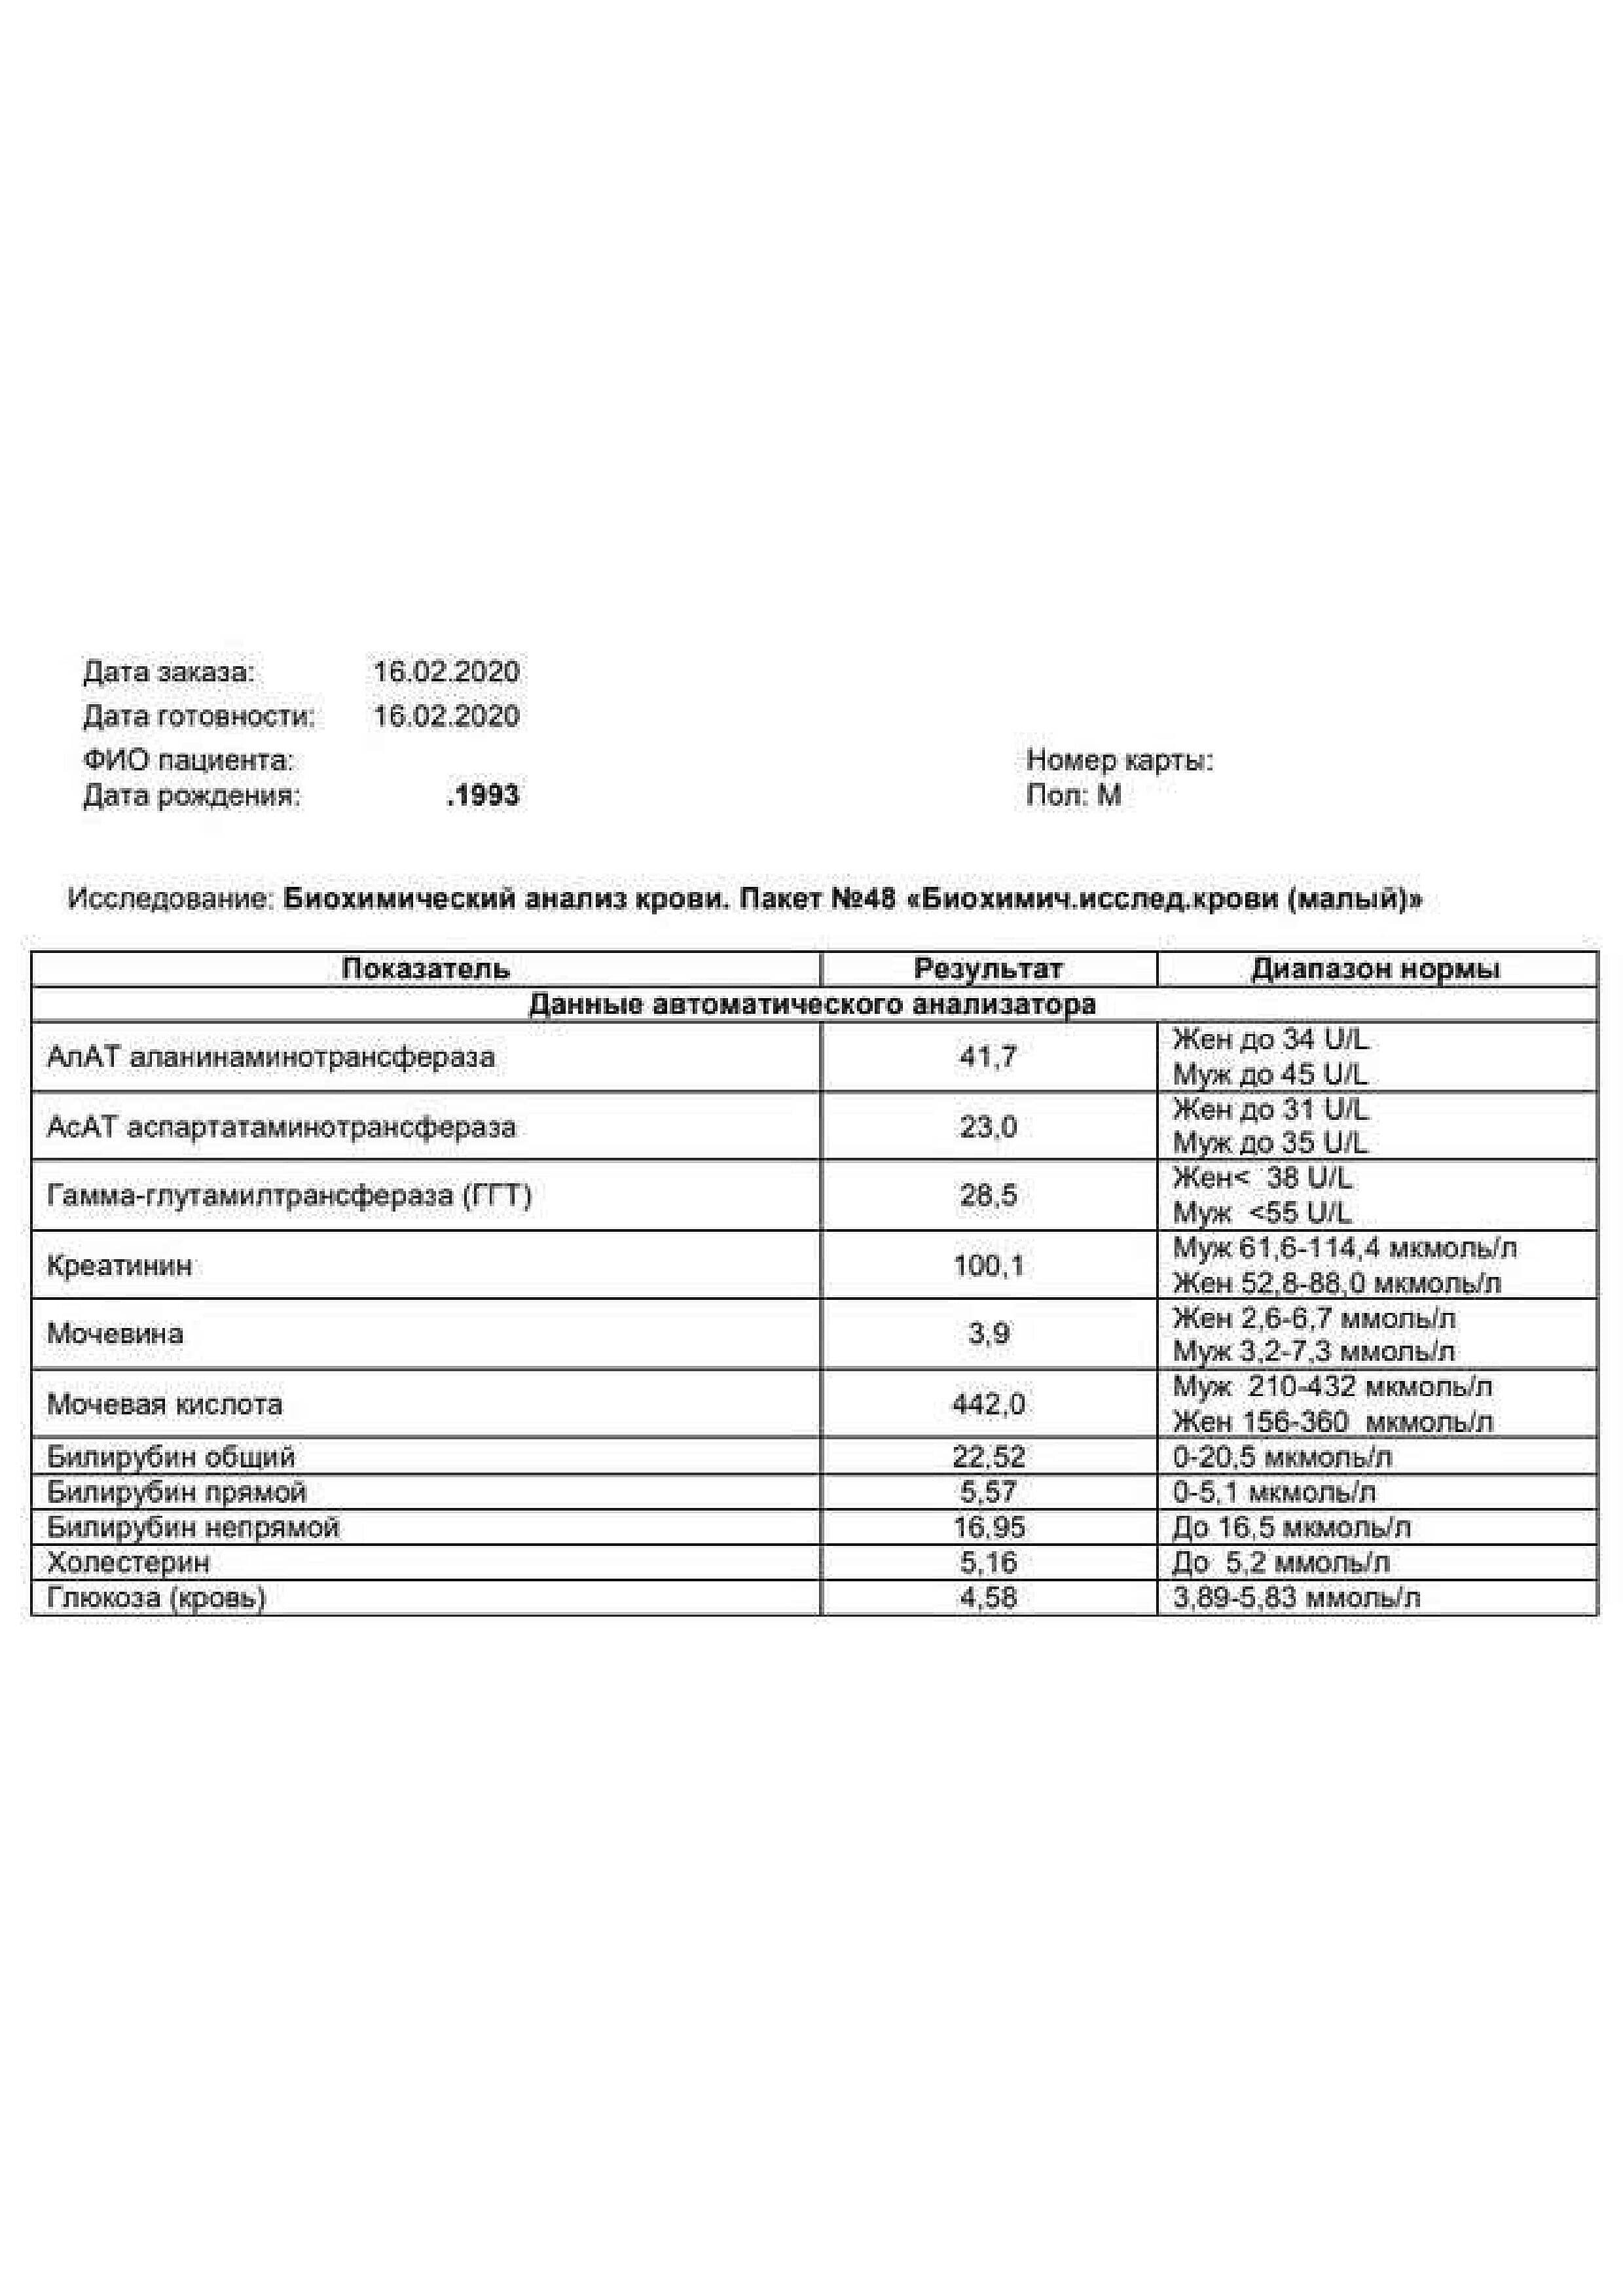 Дата заказа: 16.02.2020
Дата готовности: 16.02.2020
ФИО пациента: Номер карты:
Дата рождения: .1993 Пол: М
Исследование: Биохимический анализ крови. Пакет №48 «Биохимич.исслед.крови (малый)»
Показатель Результат Диапазон нормы
Данные автоматического анализатора
АлАТ аланинаминотрансфераза 41,7 Жен до 34 U/L
Муж до 45 U/L
АсАТ аспартатаминотрансфераза 23,0 Жен до 31 U/L
Муж до 35 U/L
Гамма-глутамилтрансфераза (ГГТ) 28,5 Жен< 38 U/L
Муж <55 U/L
Креатинин 100,1 Муж 61,6-114,4 мкмоль/л
Жен 52,8-88,0 мкмоль/л
Мочевина 3,9 Жен 2,6-6,7 ммоль/л
Муж 3,2-7,3 ммоль/л
Мочевая кислота 442,0 Муж 210-432 мкмоль/л
Жен 156-360 мкмоль/л
Билирубин общий 22,52 0-20,5 мкмоль/л
Билирубин прямой 5,57 0-5,1 мкмоль/л
Билирубин непрямой 16,95 До 16,5 мкмоль/л
Холестерин 5,16 До 5,2 ммоль/л
Глюкоза (кровь) 4,58 3,89-5,83 ммоль/л